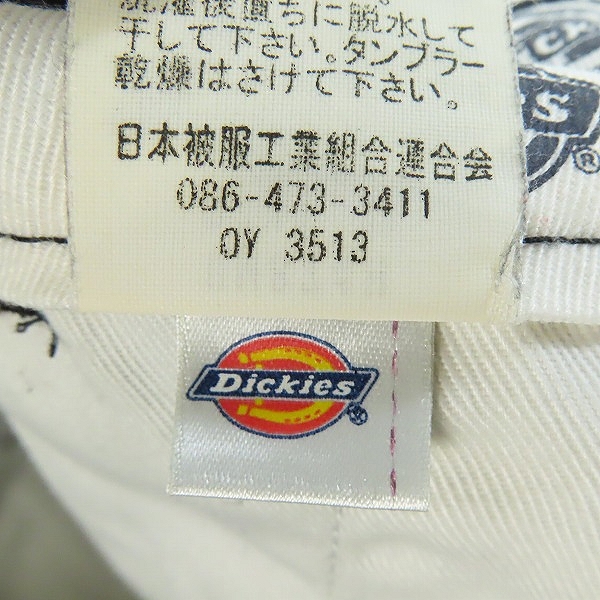 洗濯後直ちに脱水して
干して下さい。タンブラー
乾燥はさけて下さい。
日本被服工業組合連合会
086-473-3411
OY 3513
Dickies
®